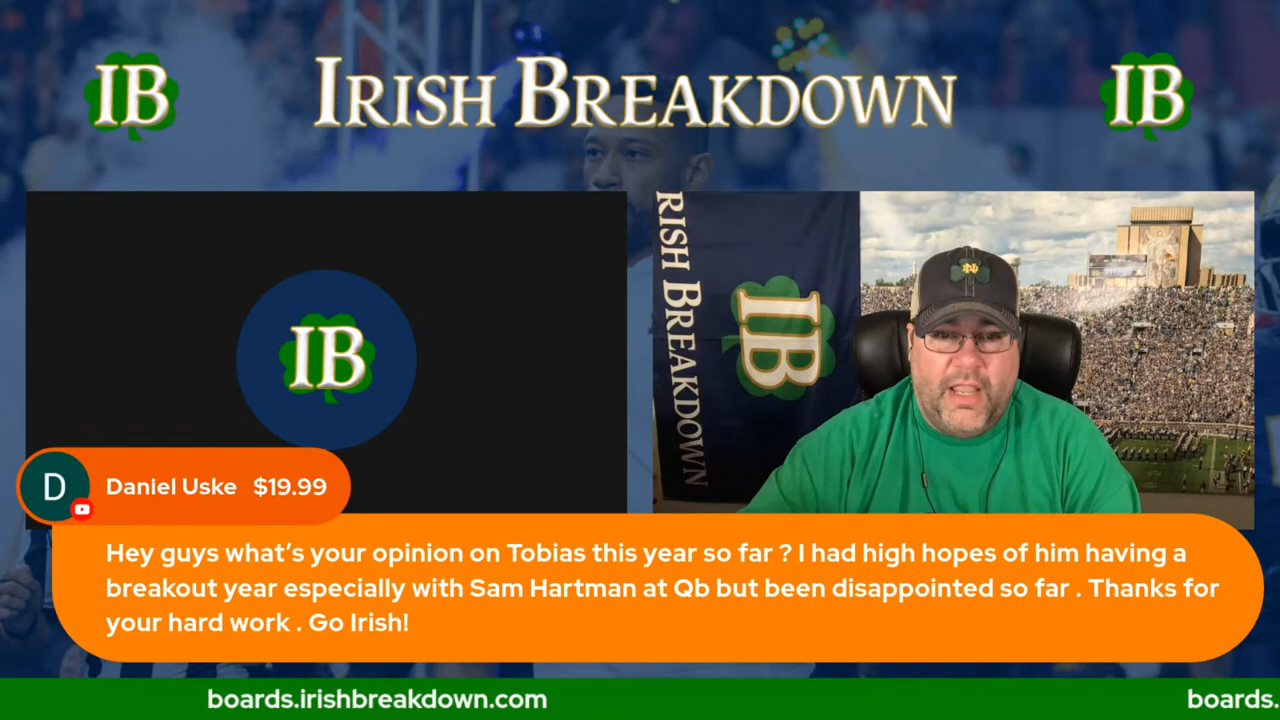 IB
IRISH BREAKDOWN
IB
RISH BREAKDOWN
IB
IB
D
Daniel Uske $19.99
Hey guys what’s your opinion on Tobias this year so far ? I had high hopes of him having a
breakout year especially with Sam Hartman at Qb but been disappointed so far . Thanks for
your hard work . Go Irish!
boards.irishbreakdown.com
boards.